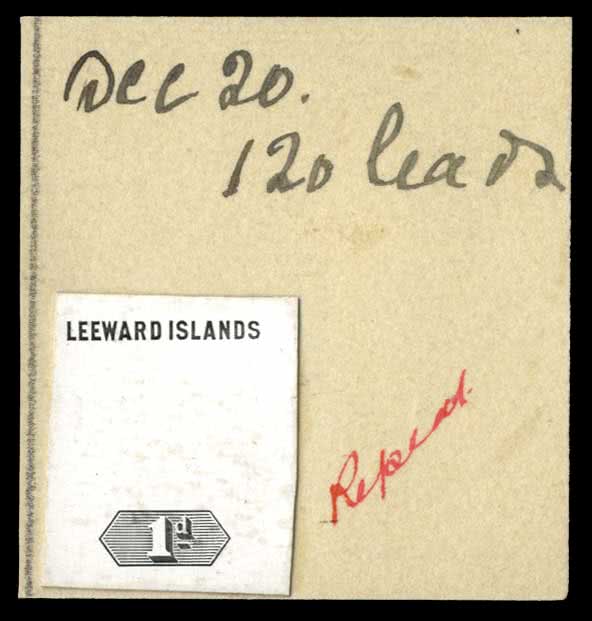 Dec 20.
120 leads
LEEWARD ISLANDS
1d
Repeat.